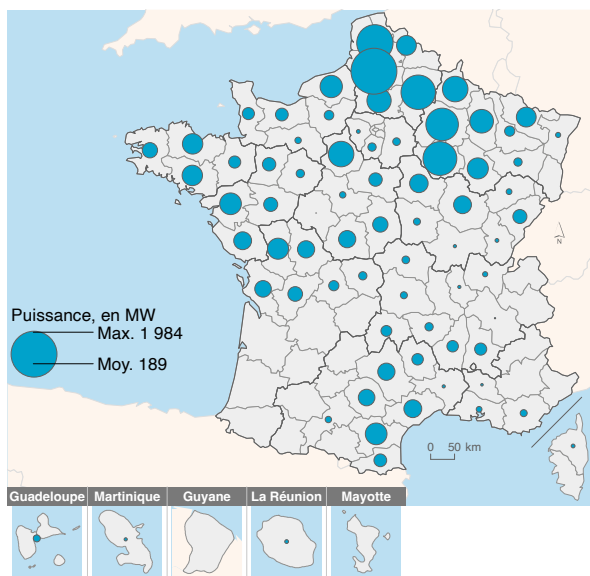 Puissance, en MW
Max. 1 984
Moy. 189
N
0 50 km
Guadeloupe Martinique Guyane La Réunion Mayotte